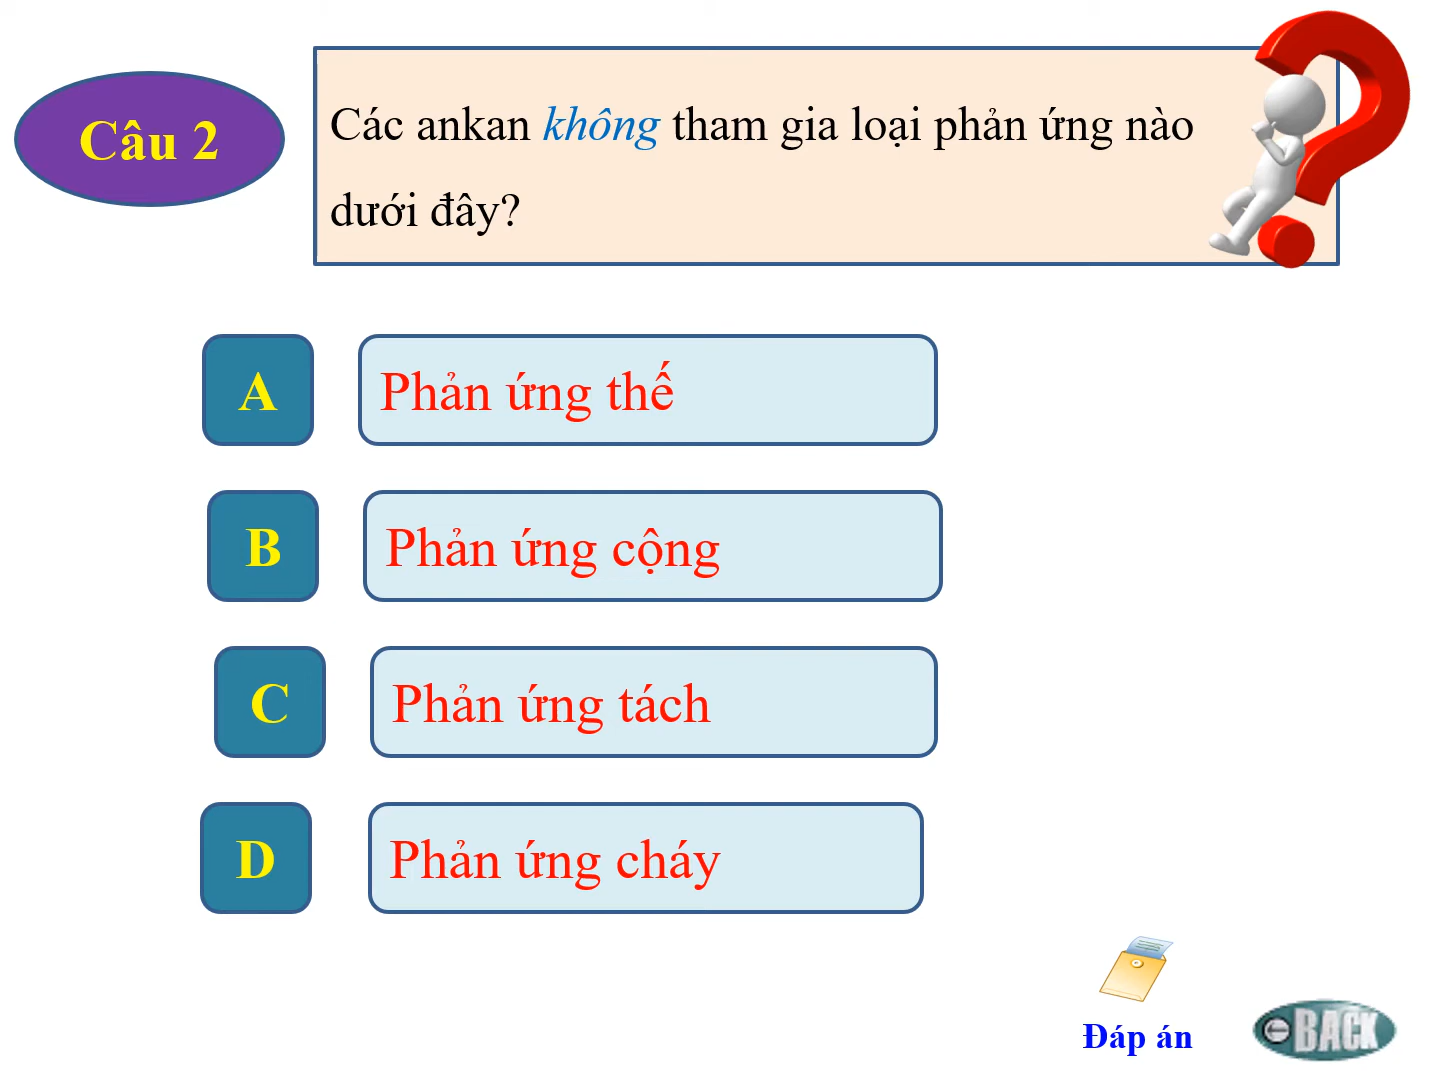 Câu 2
Các ankan không tham gia loại phản ứng nào
dưới đây?
A
Phản ứng thế
B
Phản ứng cộng
C
Phản ứng tách
D
Phản ứng cháy
Đáp án
BACK